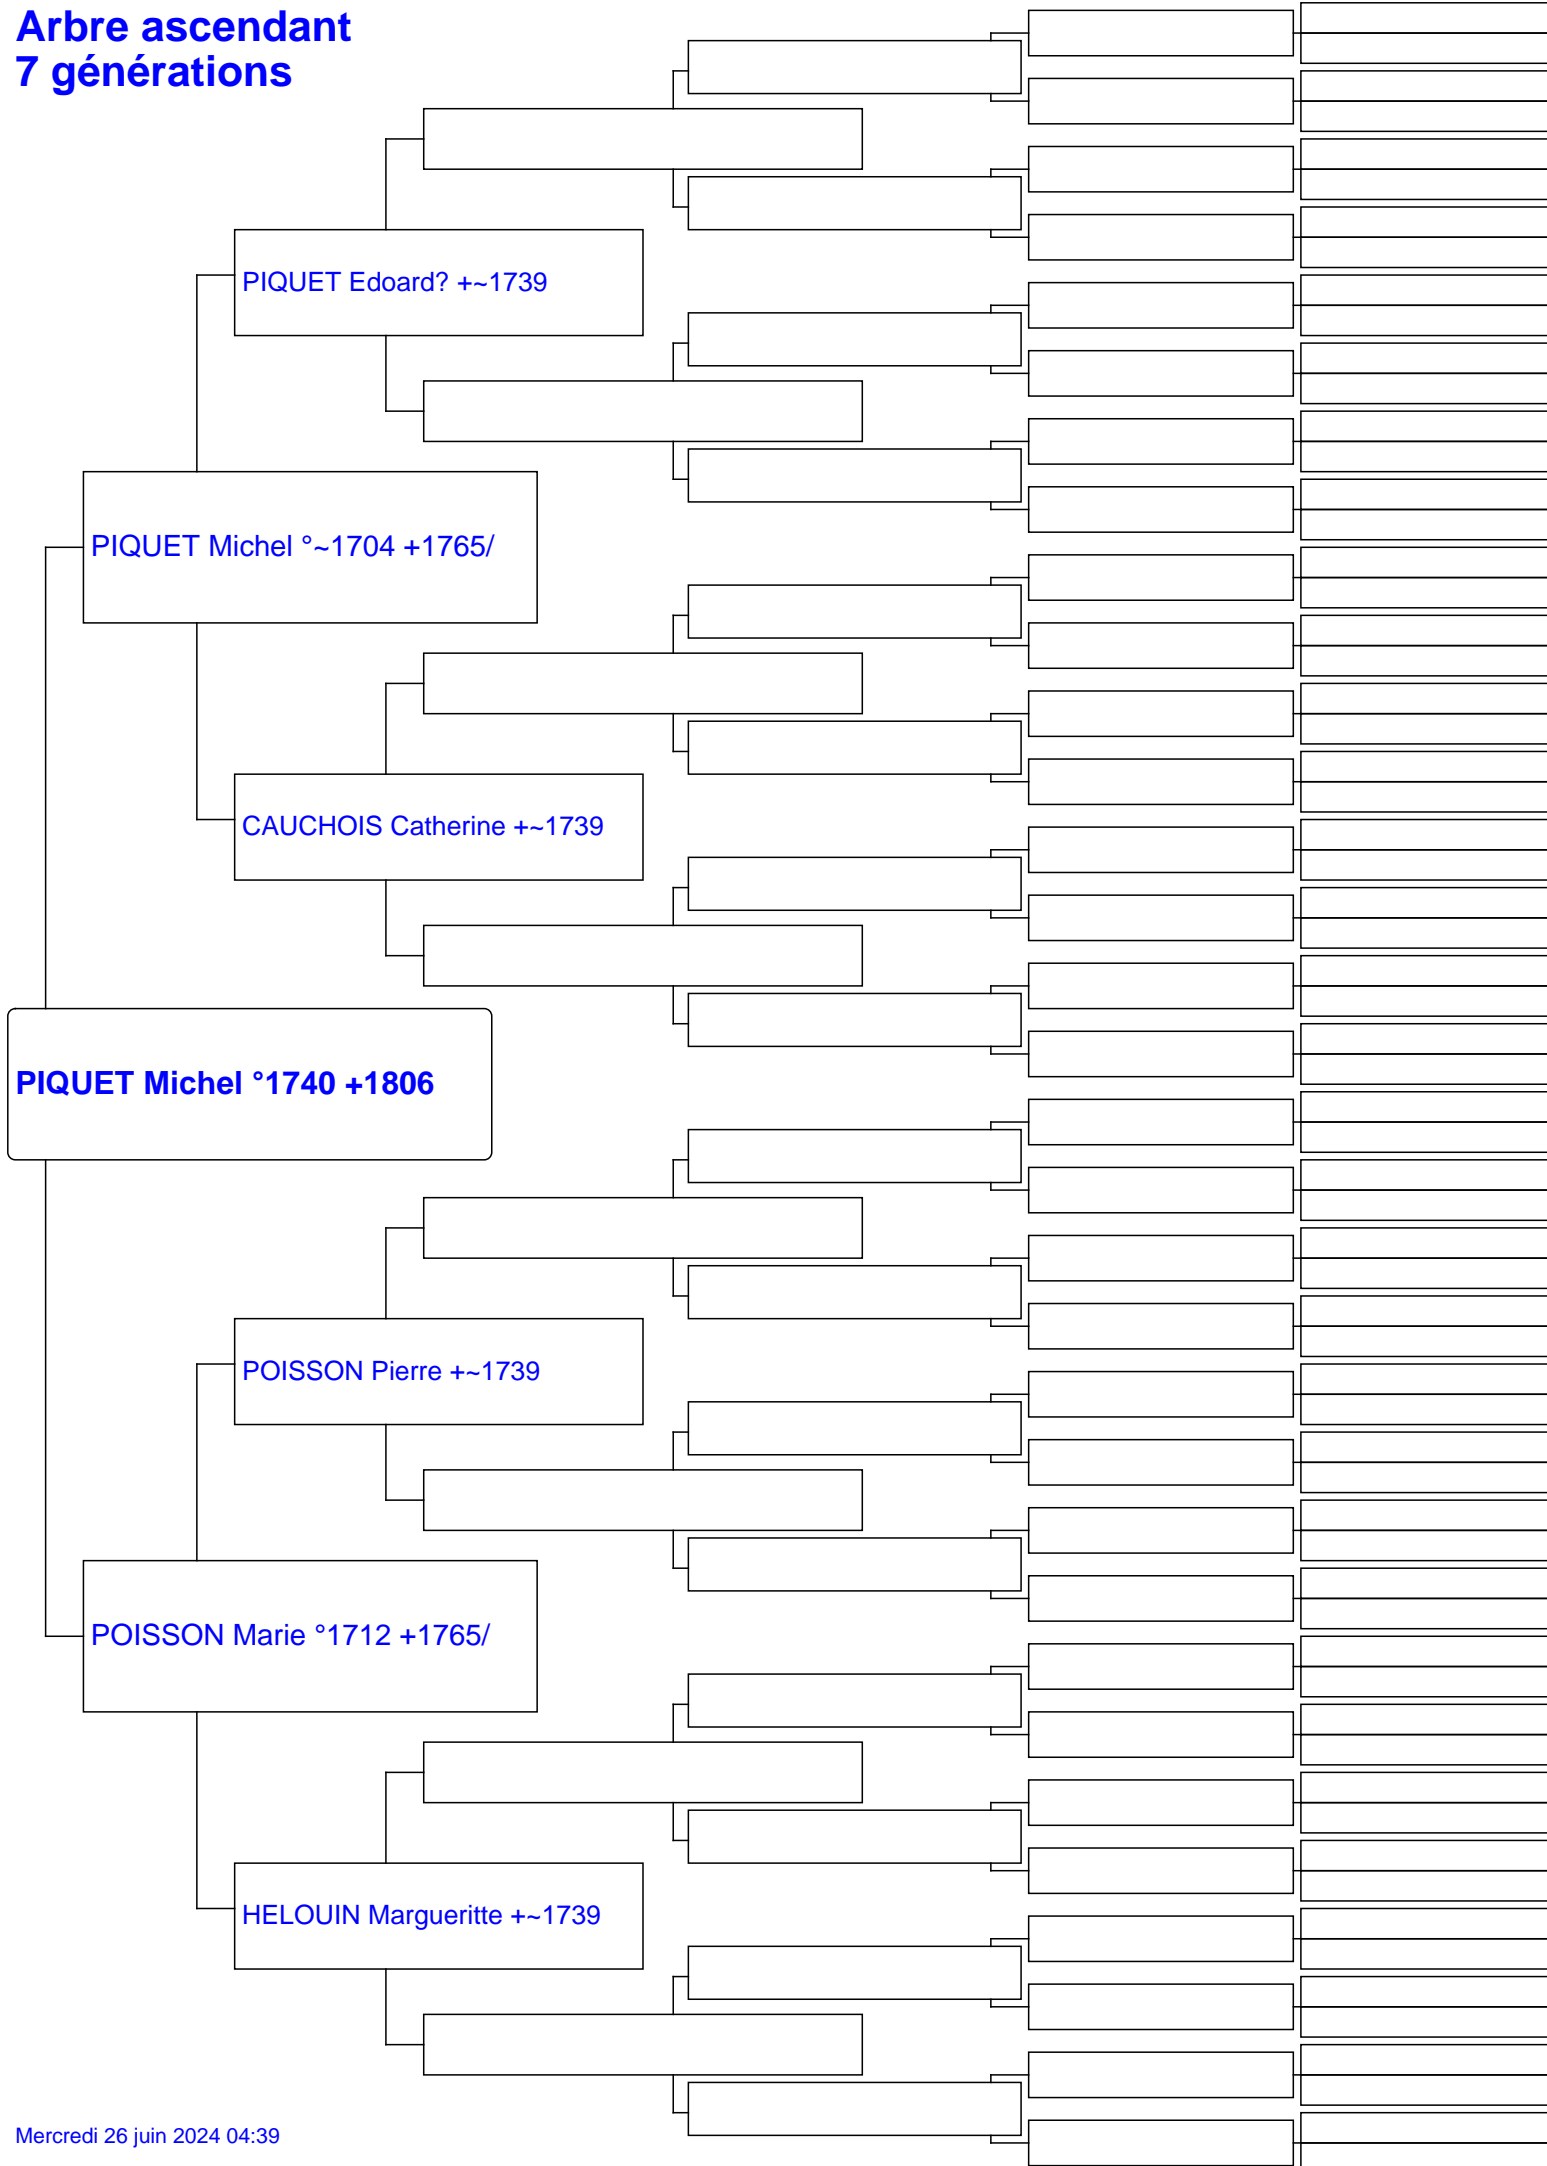 Arbre ascendant
7 générations
PIQUET Edoard? +~1739
PIQUET Michel °~1704 +1765/
CAUCHOIS Catherine +~1739
PIQUET Michel °1740 +1806
POISSON Pierre +~1739
POISSON Marie °1712 +1765/
HELOUIN Margueritte +~1739
Mercredi 26 juin 2024 04:39